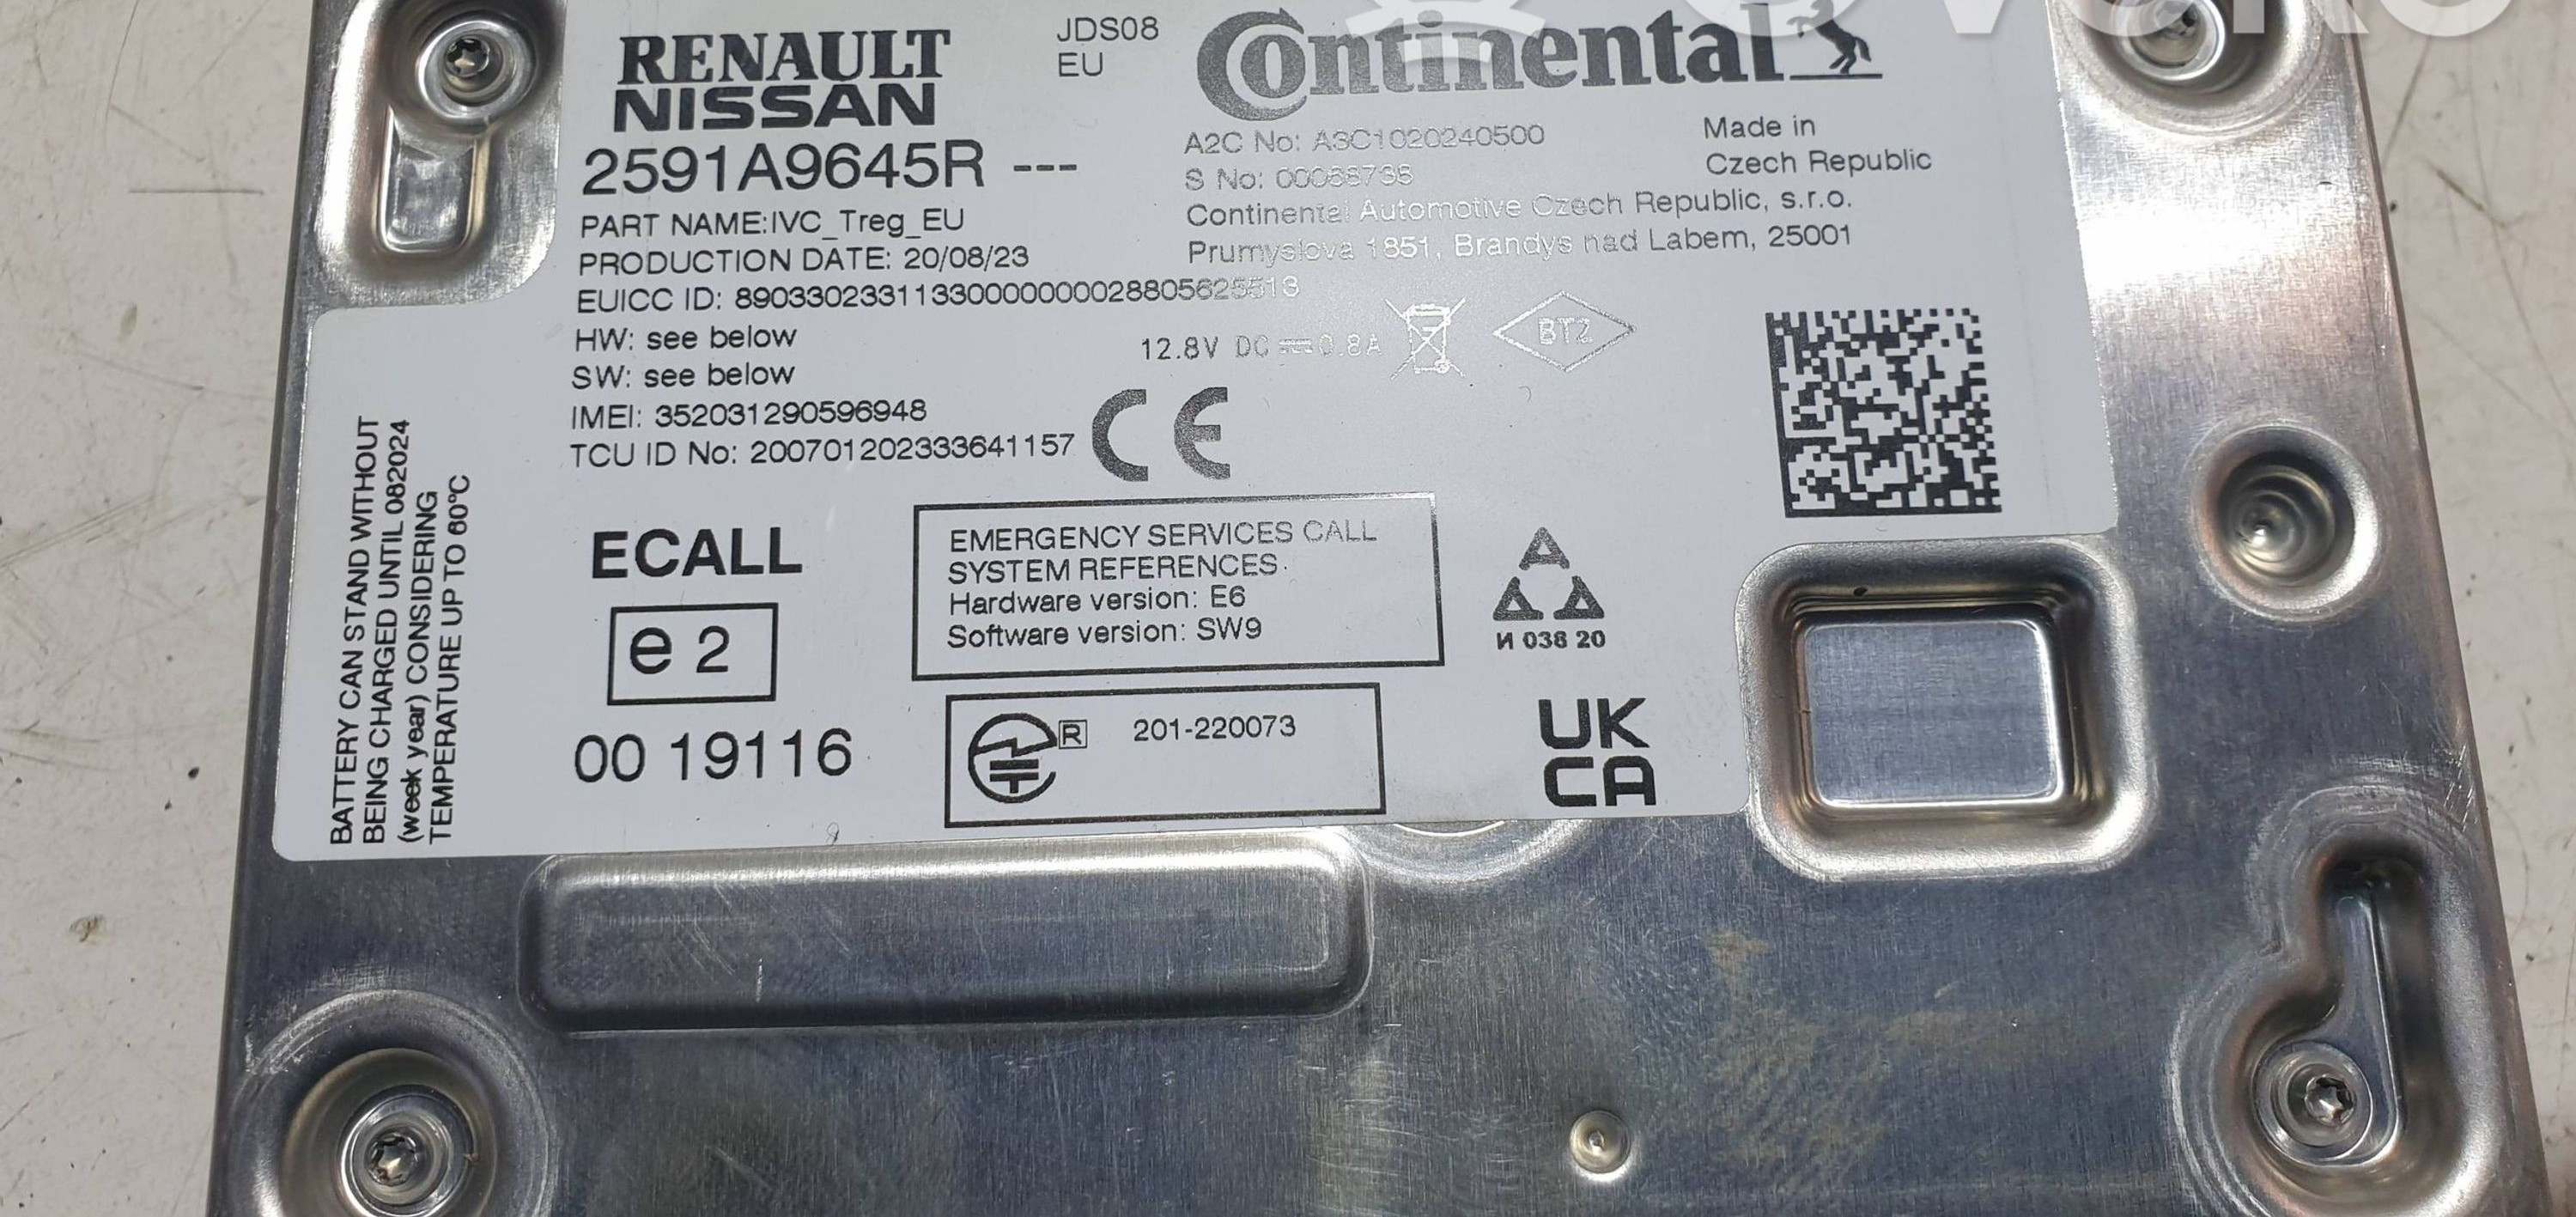 RENAULT
NISSAN
JDS08
EU
Continental
2591A9645R ---
A2C No: A3C1020240500
S No: 00068738
Made in
Czech Republic
Continental Automotive Czech Republic, s.r.o.
Prumyslova 1851, Brandys nad Labem, 25001
PART NAME:IVC_Treg_EU
PRODUCTION DATE: 20/08/23
EUICC ID: 89033023311330000000028805625513
HW: see below
SW: see below
12.8V DC 0.8A
BTZ
IMEI: 352031290596948
TCU ID No: 200701202333641157
CE
BATTERY CAN STAND WITHOUT
BEING CHARGED UNTIL 082024
(week year) CONSIDERING
TEMPERATURE UP TO 60°C
ECALL
e 2
00 19116
EMERGENCY SERVICES CALL
SYSTEM REFERENCES.
Hardware version: E6
Software version: SW9
R 201-220073
И 038 20
UK
CA